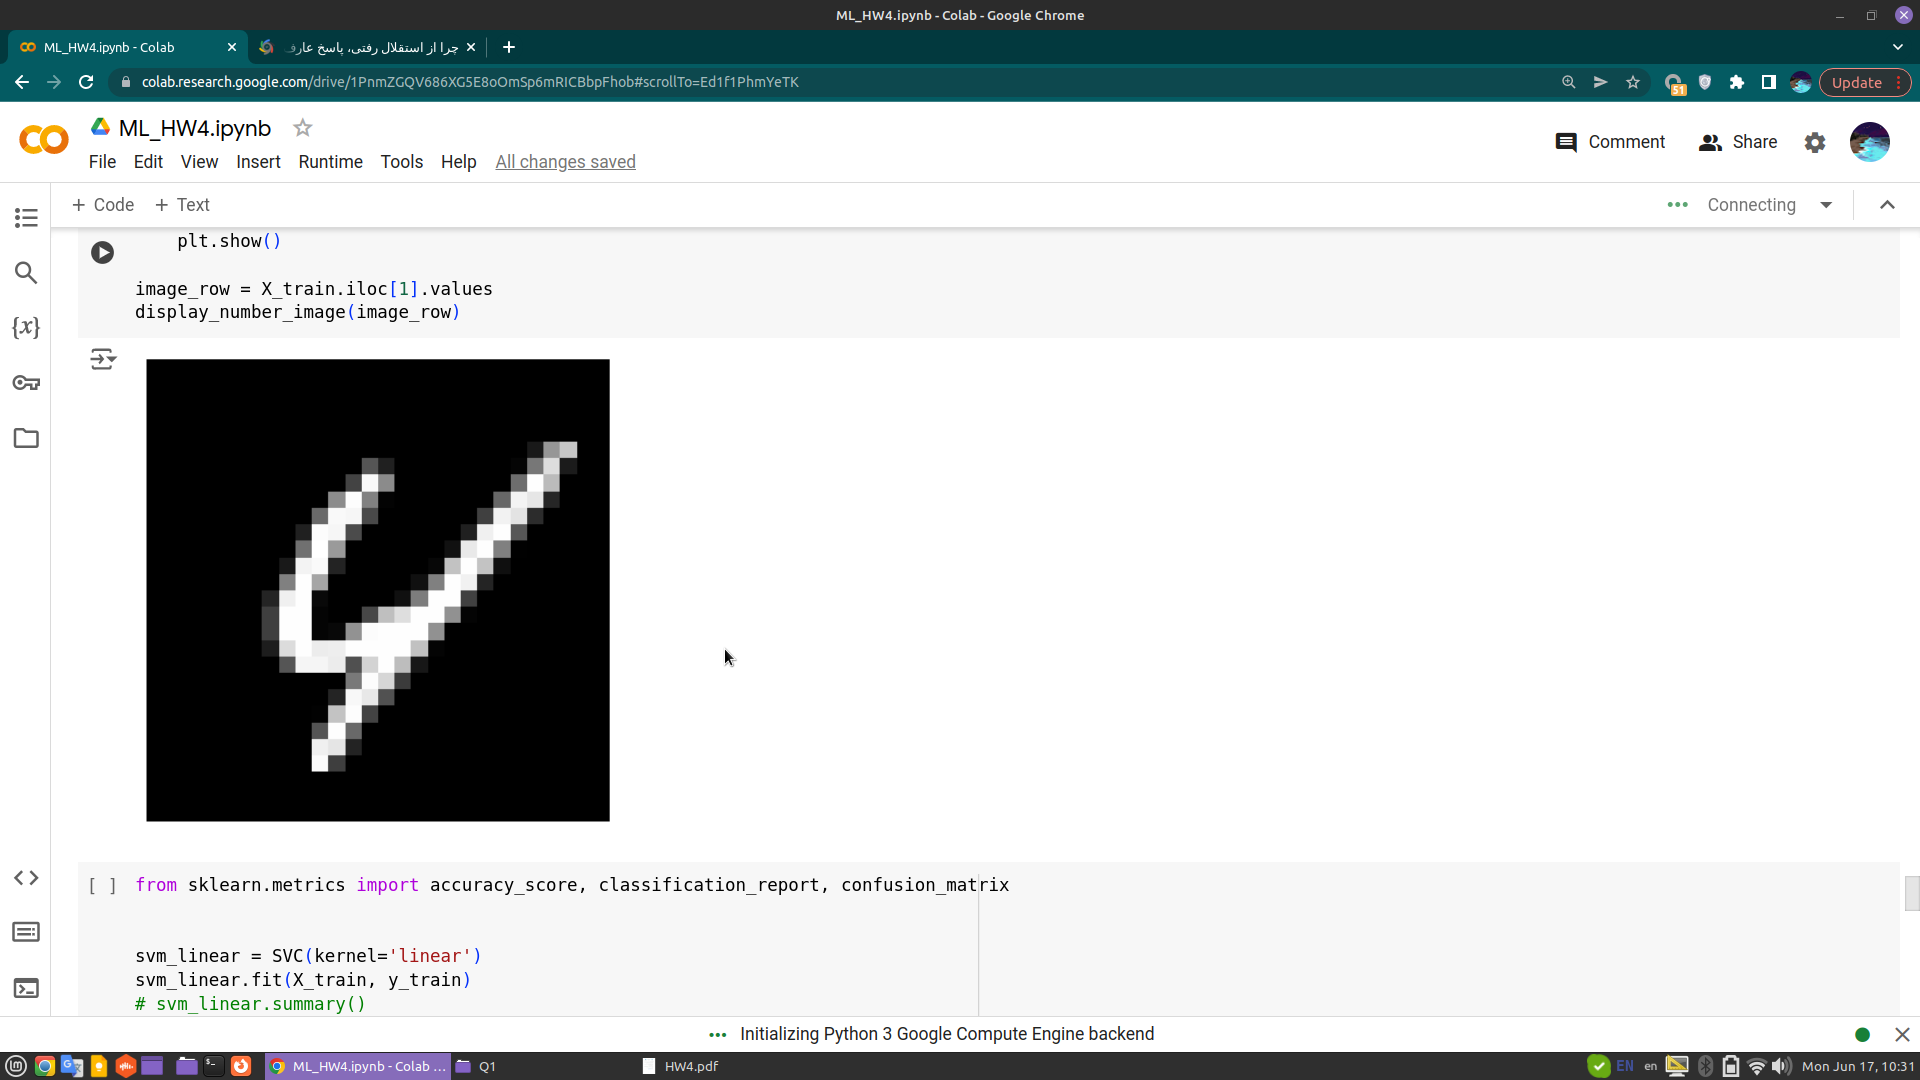 ML_HW4.ipynb - Colab - Google Chrome
ML_HW4.ipynb - Colab
چرا از استقلال رفتی، پاسخ عارف
colab.research.google.com/drive/1PnmZGQV686XG5E8oOmSp6mRICBbpFhob#scrollTo=Ed1f1PhmYeTK
51
Update
ML_HW4.ipynb
File Edit View Insert Runtime Tools Help All changes saved
Comment
Share
+ Code + Text
Connecting
plt.show()
image_row = X_train.iloc[1].values
display_number_image(image_row)
4
[ ] from sklearn.metrics import accuracy_score, classification_report, confusion_matrix
svm_linear = SVC(kernel='linear')
svm_linear.fit(X_train, y_train)
# svm_linear.summary()
Initializing Python 3 Google Compute Engine backend
ML_HW4.ipynb - Colab ...
Q1
HW4.pdf
EN
en
Mon Jun 17, 10:31